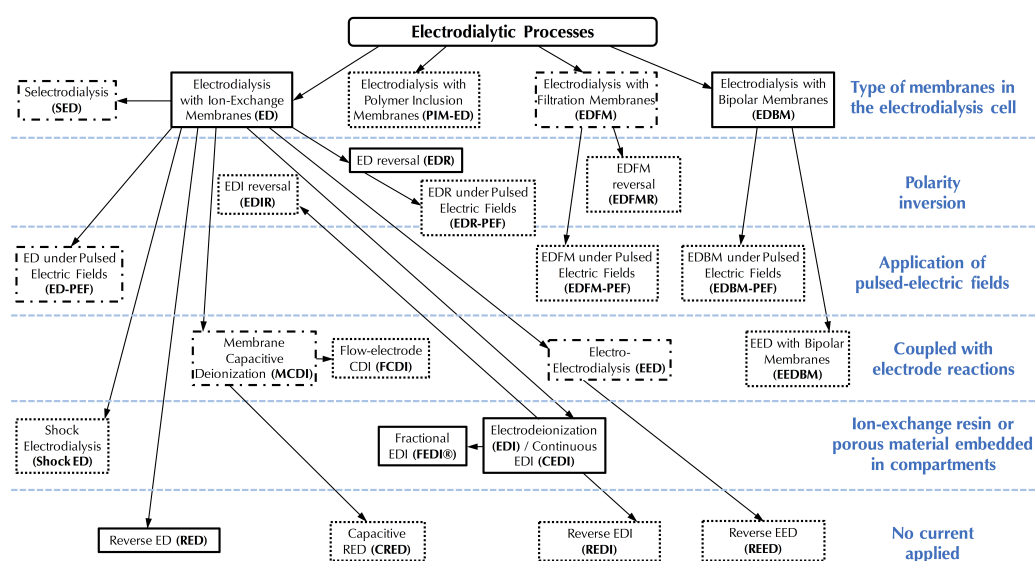 Electrodialytic Processes
Selectrodialysis
(SED)
Electrodialysis
with Ion-Exchange
Membranes (ED)
Electrodialysis with
Polymer Inclusion
Membranes (PIM-ED)
Electrodialysis with
Filtration Membranes
(EDFM)
Electrodialysis with
Bipolar Membranes
(EDBM)
Type of membranes in
the electrodialysis cell
ED reversal (EDR)
EDI reversal
(EDIR)
EDR under Pulsed
Electric Fields
(EDR-PEF)
EDFM
reversal
(EDFMR)
Polarity
inversion
ED under Pulsed
Electric Fields
(ED-PEF)
EDFM under Pulsed
Electric Fields
(EDFM-PEF)
EDBM under Pulsed
Electric Fields
(EDBM-PEF)
Application of
pulsed-electric fields
Membrane
Capacitive
Deionization (MCDI)
Flow-electrode
CDI (FCDI)
Electro-
Electrodialysis (EED)
EED with Bipolar
Membranes
(EEDBM)
Coupled with
electrode reactions
Shock
Electrodialysis
(Shock ED)
Fractional
EDI (FEDI®)
Electrodeionization
(EDI) / Continuous
EDI (CEDI)
Ion-exchange resin or
porous material embedded
in compartments
Reverse ED (RED)
Capacitive
RED (CRED)
Reverse EDI
(REDI)
Reverse EED
(REED)
No current
applied